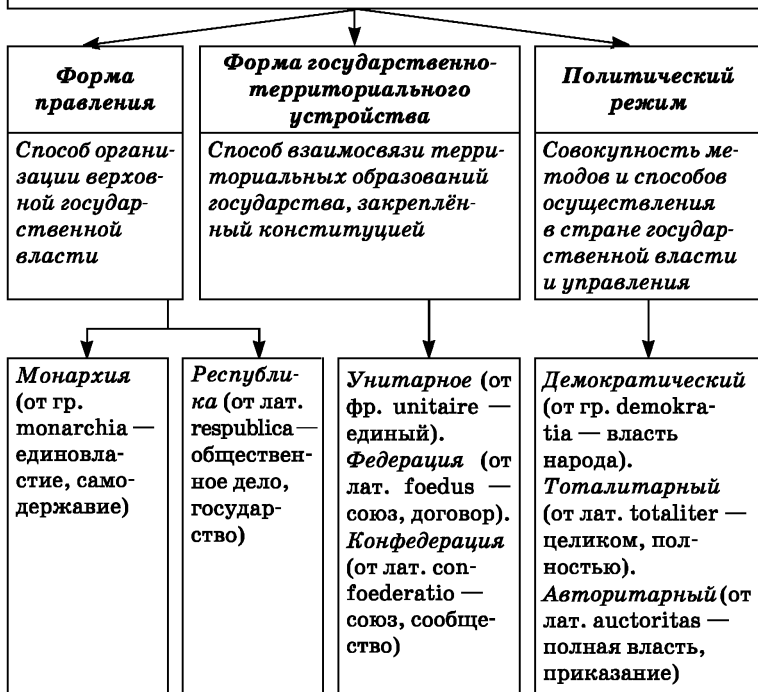 Форма
правления
Способ органи-
зации верхов-
ной государ-
ственной
власти
Форма государственно-
территориального
устройства
Способ взаимосвязи терри-
ториальных образований
государства, закреплён-
ный конституцией
Политический
режим
Совокупность ме-
тодов и способов
осуществления
в стране государ-
ственной власти
и управления
Монархия
(от гр.
monarchia —
единовла-
стие, само-
державие)
Республи-
ка (от лат.
respublica —
обществен-
ное дело,
государ-
ство)
Унитарное (от
фр. unitaire —
единый).
Федерация (от
лат. foedus —
союз, договор).
Конфедерация
(от лат. con-
foederatio —
союз, сообще-
ство)
Демократический
(от гр. demokra-
tia — власть
народа).
Тоталитарный
(от лат. totaliter —
целиком, пол-
ностью).
Авторитарный (от
лат. auctoritas —
полная власть,
приказание)